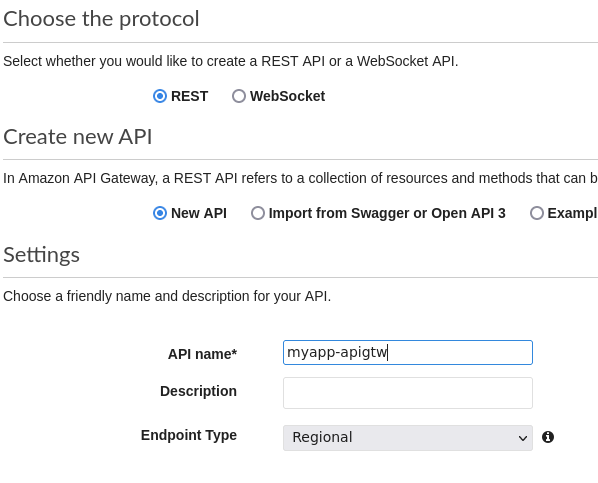 Choose the protocol
Select whether you would like to create a REST API or a WebSocket API.
REST WebSocket
Create new API
In Amazon API Gateway, a REST API refers to a collection of resources and methods that can b
New API Import from Swagger or Open API 3 Exampl
Settings
Choose a friendly name and description for your API.
API name* myapp-apigtw
Description
Endpoint Type Regional